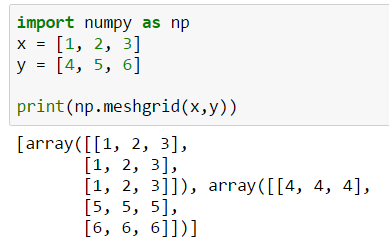 import numpy as np
x = [1, 2, 3]
y = [4, 5, 6]
print(np.meshgrid(x,y))
[array([[1, 2, 3],
       [1, 2, 3],
       [1, 2, 3]]), array([[4, 4, 4],
       [5, 5, 5],
       [6, 6, 6]])]